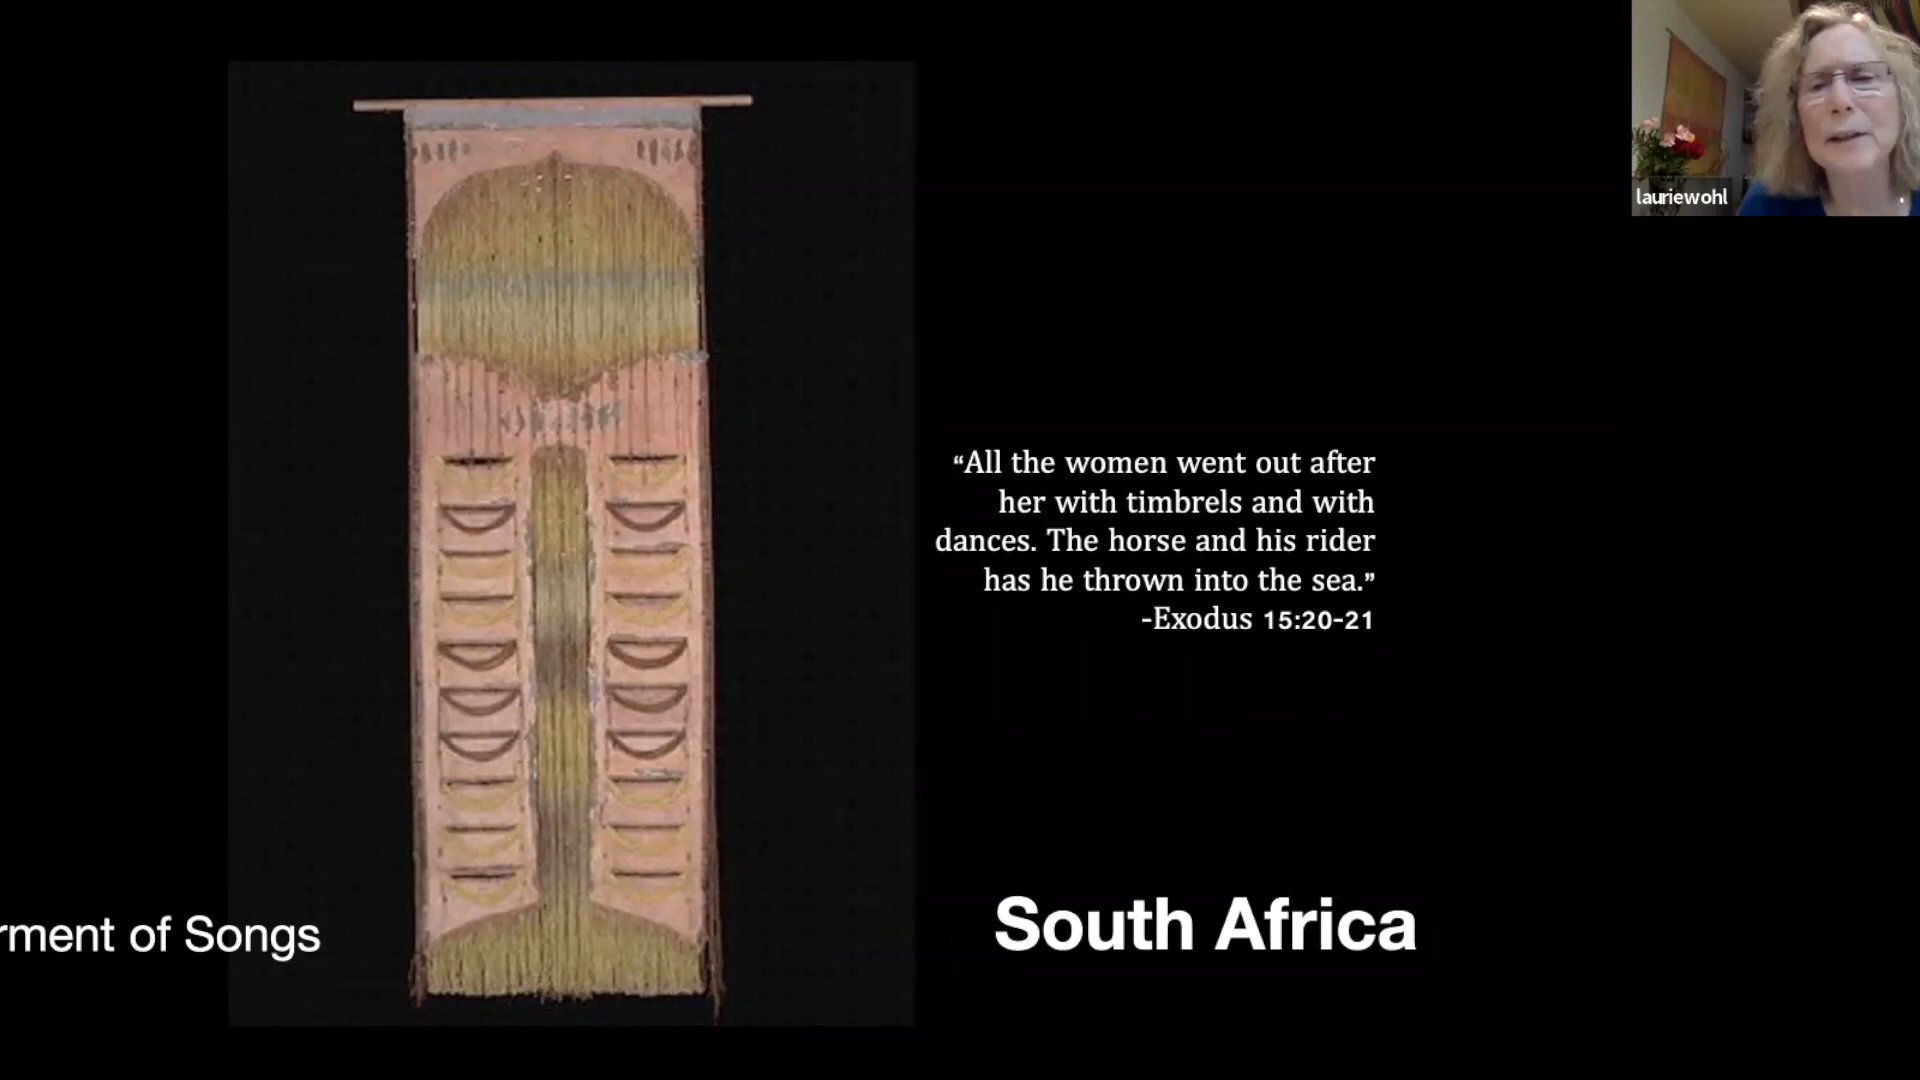 lauriewohl
“All the women went out after
her with timbrels and with
dances. The horse and his rider
has he thrown into the sea.”
-Exodus 15:20-21
rment of Songs
South Africa